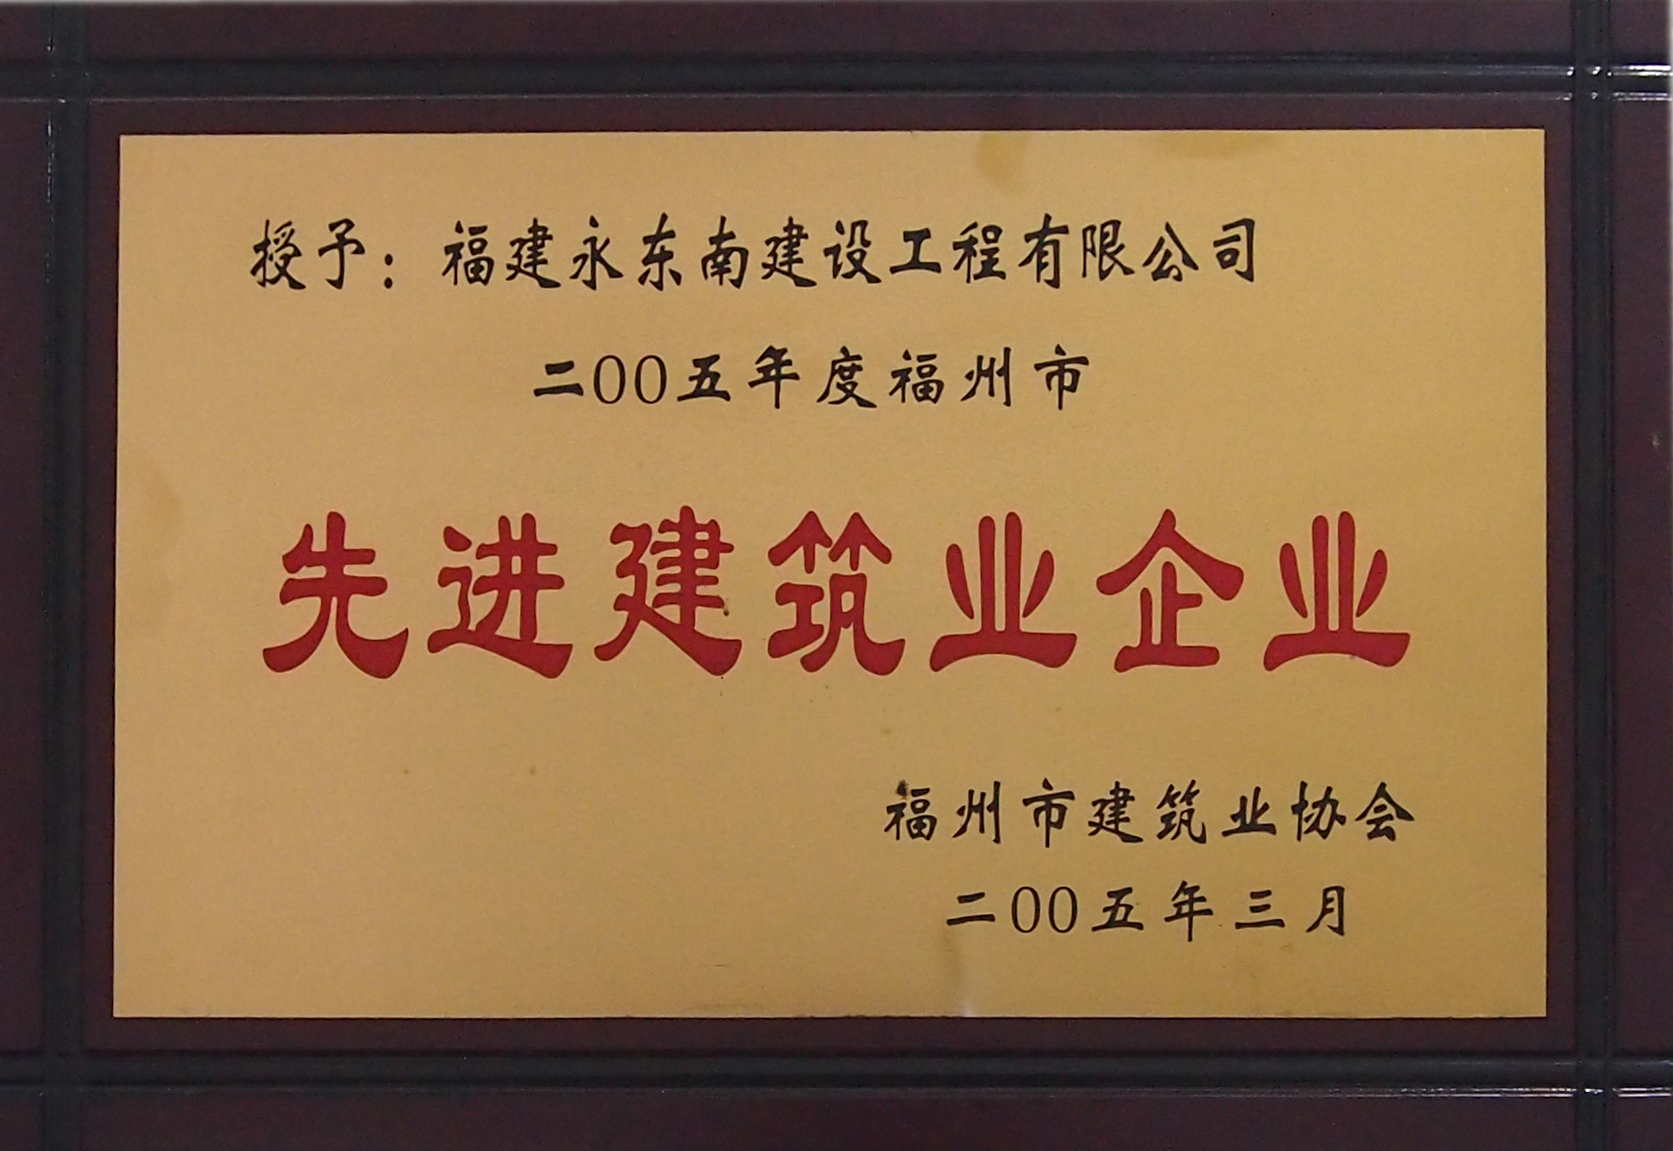 授予：福建永东南建设工程有限公司
二00五年度福州市
先进建筑业企业
福州市建筑业协会
二00五年三月